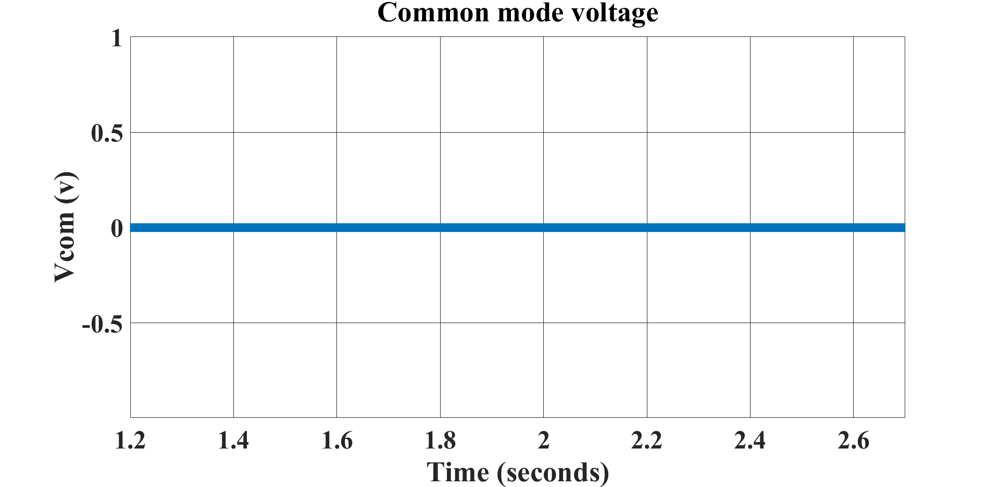 Common mode voltage
1
0.5
0
-0.5
Vcom (v)
1.2 1.4 1.6 1.8 2 2.2 2.4 2.6
Time (seconds)